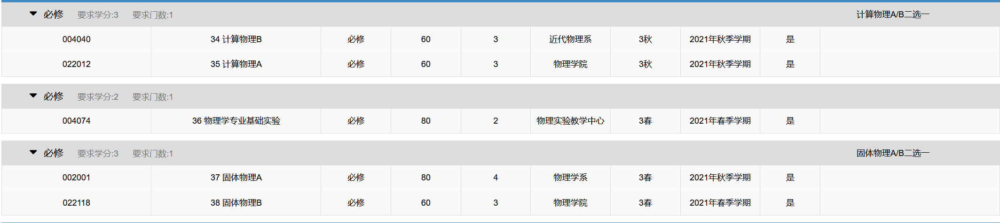 必修 要求学分:3 要求门数:1 计算物理A/B二选一
004040 34 计算物理B 必修 60 3 近代物理系 3秋 2021年秋季学期 是
022012 35 计算物理A 必修 60 3 物理学院 3秋 2021年秋季学期 是
必修 要求学分:2 要求门数:1
004074 36 物理学专业基础实验 必修 80 2 物理实验教学中心 3春 2021年春季学期 是
必修 要求学分:3 要求门数:1 固体物理A/B二选一
002001 37 固体物理A 必修 80 4 物理学系 3春 2021年秋季学期 是
022118 38 固体物理B 必修 60 3 物理学院 3春 2021年春季学期 是